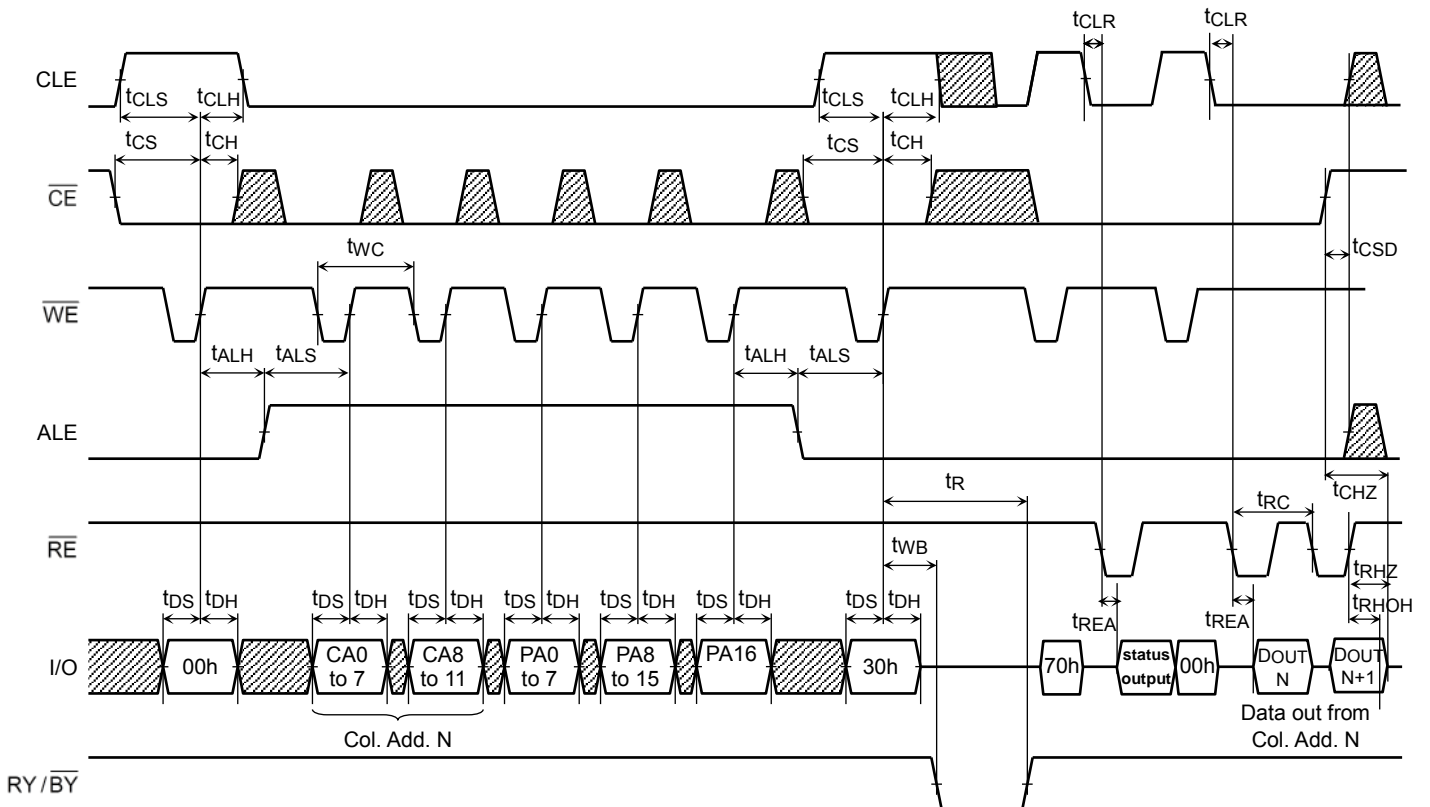 tCLR tCLR
CLE
tCLS tCLH tCLS tCLH
tCS tCH tCS tCH
CE
tWC tCSD
WE
tALH tALS tALH tALS
ALE
tR tCHZ
tRC
RE
tWB
tRHZ
tDS tDH tDS tDH tDS tDH tDS tDH tDS tDH tDS tDH tDS tDH tRHOH
tREA tREA
I/O 00h CA0 to 7 CA8 to 11 PA0 to 7 PA8 to 15 PA16 30h 70h status output 00h DOUT N DOUT N+1
Data out from
Col. Add. N Col. Add. N
RY/BY